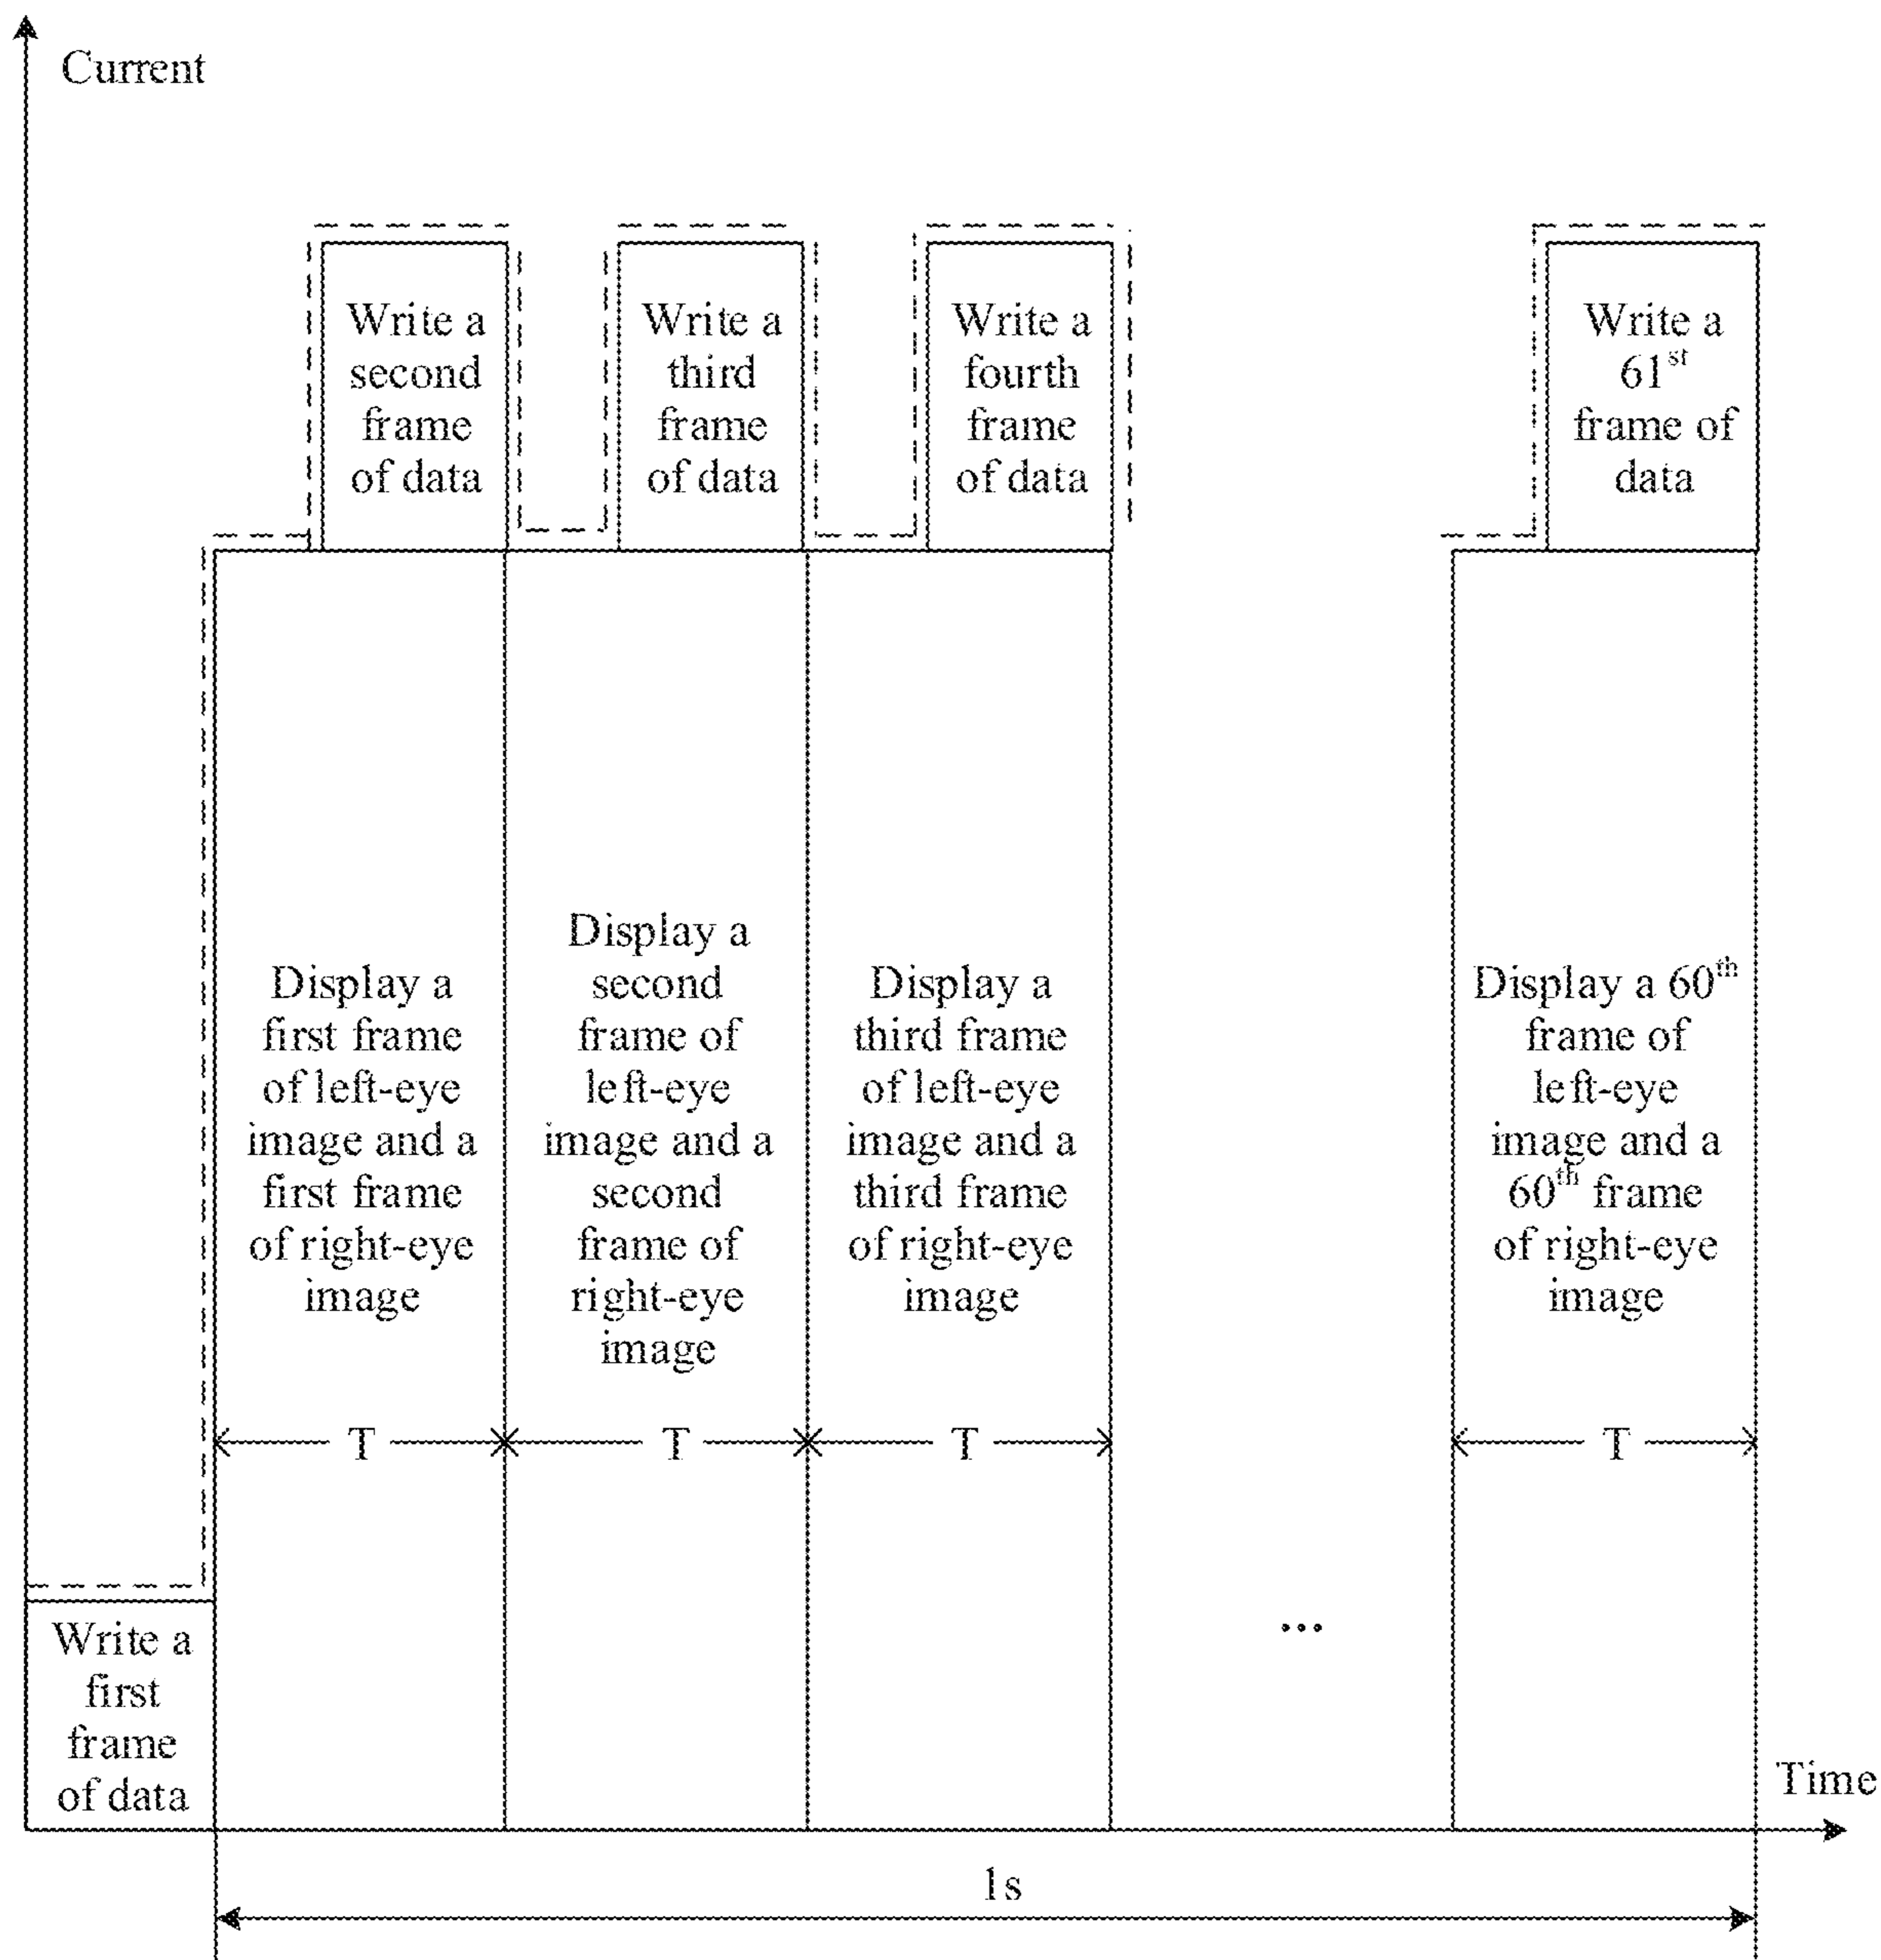 Current
Write a
second
frame
of data
Write a
third
frame
of data
Write a
fourth
frame
of data
Write a
61st
frame of
data
Display a
first frame
of left-eye
image and a
first frame
of right-eye
image
Display a
second
frame of
left-eye
image and a
second
frame of
right-eye
image
Display a
third frame
of left-eye
image and a
third frame
of right-eye
image
Display a 60th
frame of
left-eye
image and a
60th frame
of right-eye
image
T
T
T
T
...
Write a
first
frame
of data
Time
1s